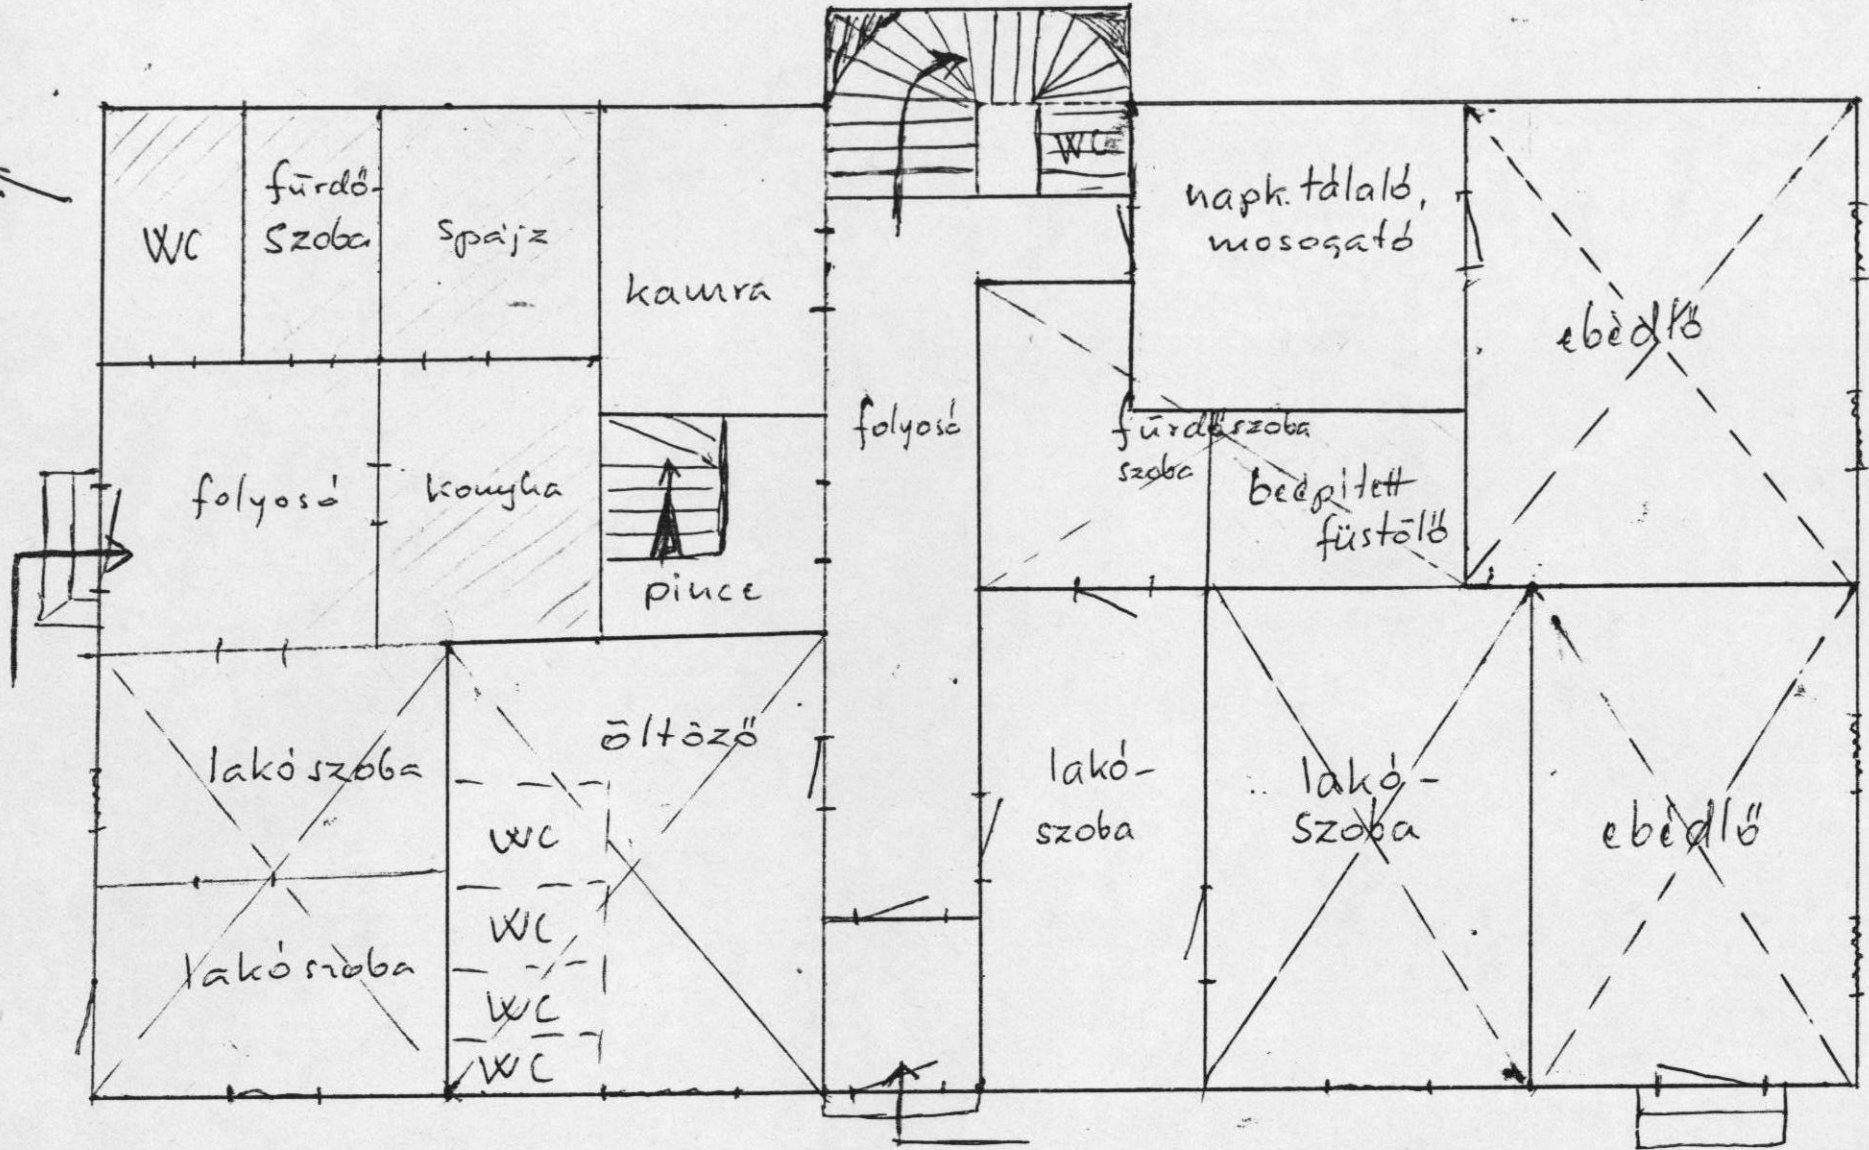 WC
WC
fürdő-
szoba
spájz
kamra
napk. tálaló,
mosogató
ebédlő
folyosó
konyha
pince
folyosó
fürdőszoba
szoba
beépített
füstölő
lakószoba
lakószoba
öltöző
WC
WC
WC
WC
lakó-
szoba
lakó-
szoba
ebédlő